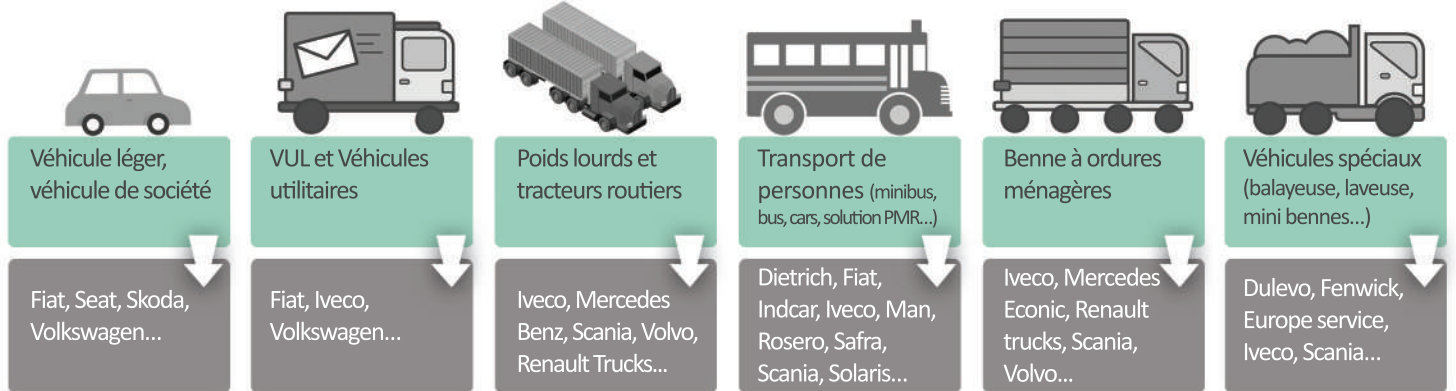 Véhicule léger,
véhicule de société
VUL et Véhicules
utilitaires
Poids lourds et
tracteurs routiers
Transport de
personnes (minibus,
bus, cars, solution PMR...)
Benne à ordures
ménagères
Véhicules spéciaux
(balayeuse, laveuse,
mini bennes...)
Fiat, Seat, Skoda,
Volkswagen...
Fiat, Iveco,
Volkswagen...
Iveco, Mercedes
Benz, Scania, Volvo,
Renault Trucks...
Dietrich, Fiat,
Indcar, Iveco, Man,
Rosero, Safra,
Scania, Solaris...
Iveco, Mercedes
Econic, Renault
trucks, Scania,
Volvo...
Dulevo, Fenwick,
Europe service,
Iveco, Scania...